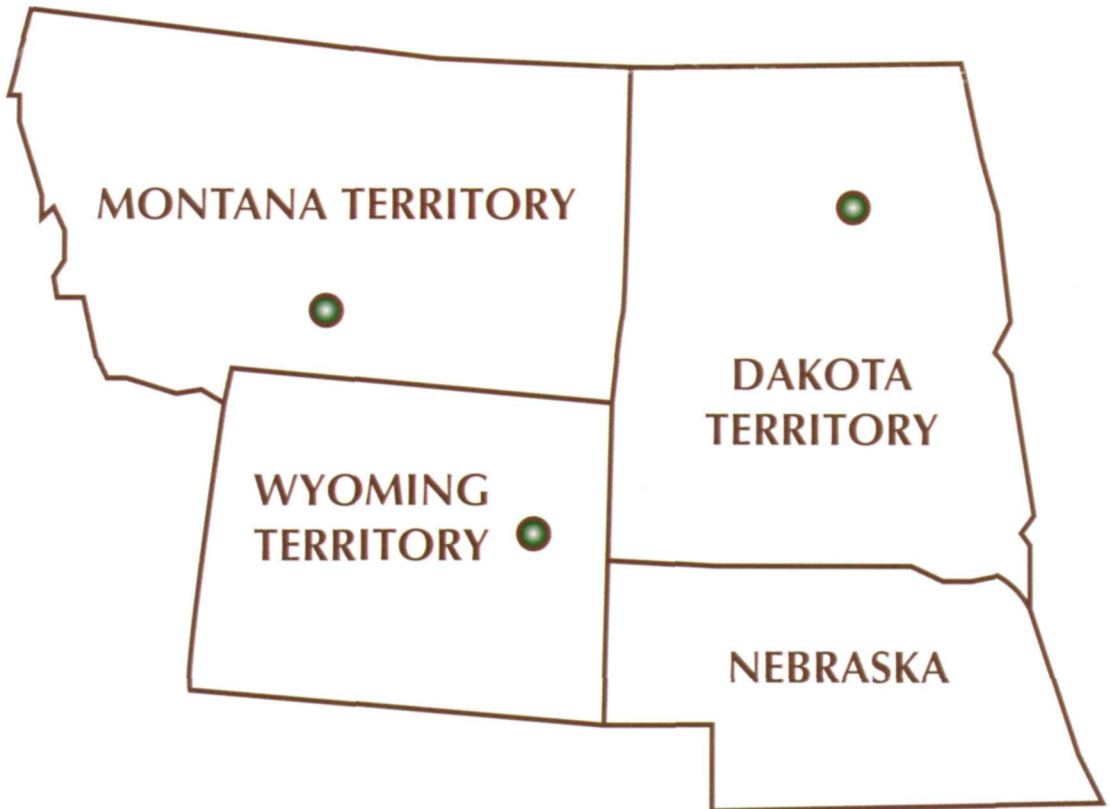 MONTANA TERRITORY
DAKOTA
TERRITORY
WYOMING
TERRITORY
NEBRASKA